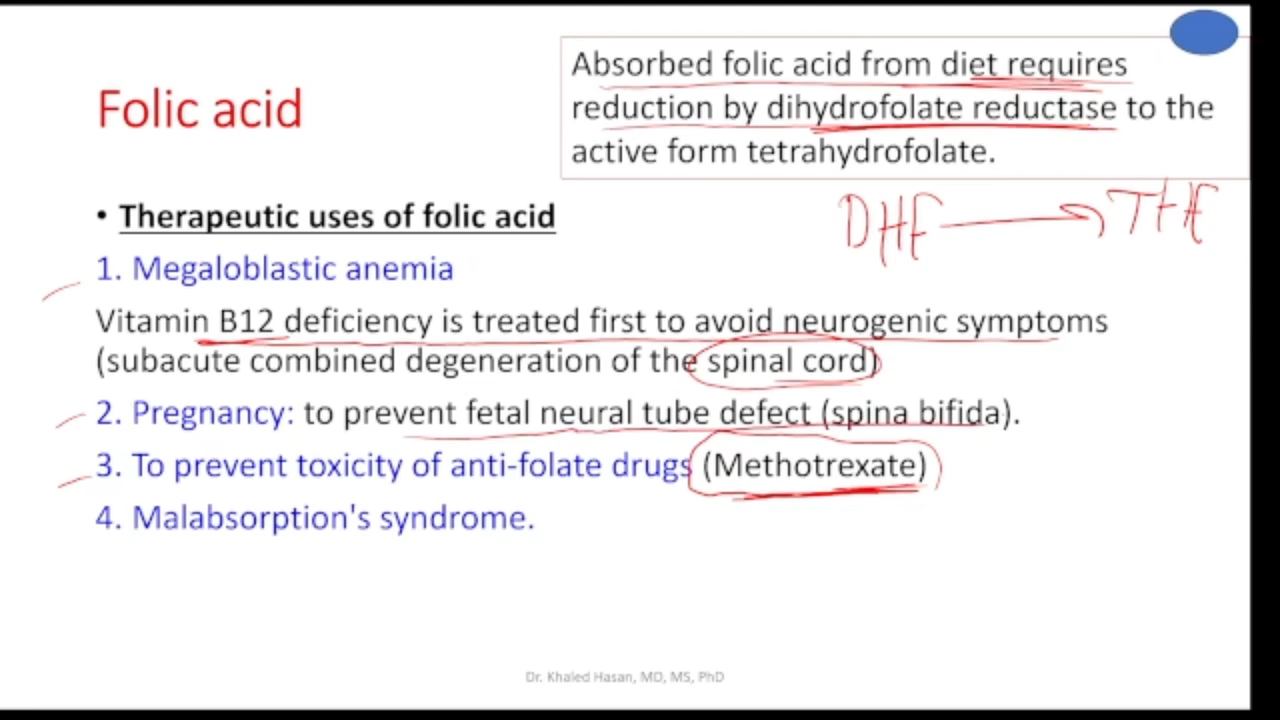 Absorbed folic acid from diet requires
reduction by dihydrofolate reductase to the
active form tetrahydrofolate.
Folic acid
DHF → THF
• Therapeutic uses of folic acid
1. Megaloblastic anemia
Vitamin B12 deficiency is treated first to avoid neurogenic symptoms
(subacute combined degeneration of the spinal cord)
2. Pregnancy: to prevent fetal neural tube defect (spina bifida).
3. To prevent toxicity of anti-folate drugs (Methotrexate)
4. Malabsorption's syndrome.
Dr. Khaled Hasan, MD, MS, PhD